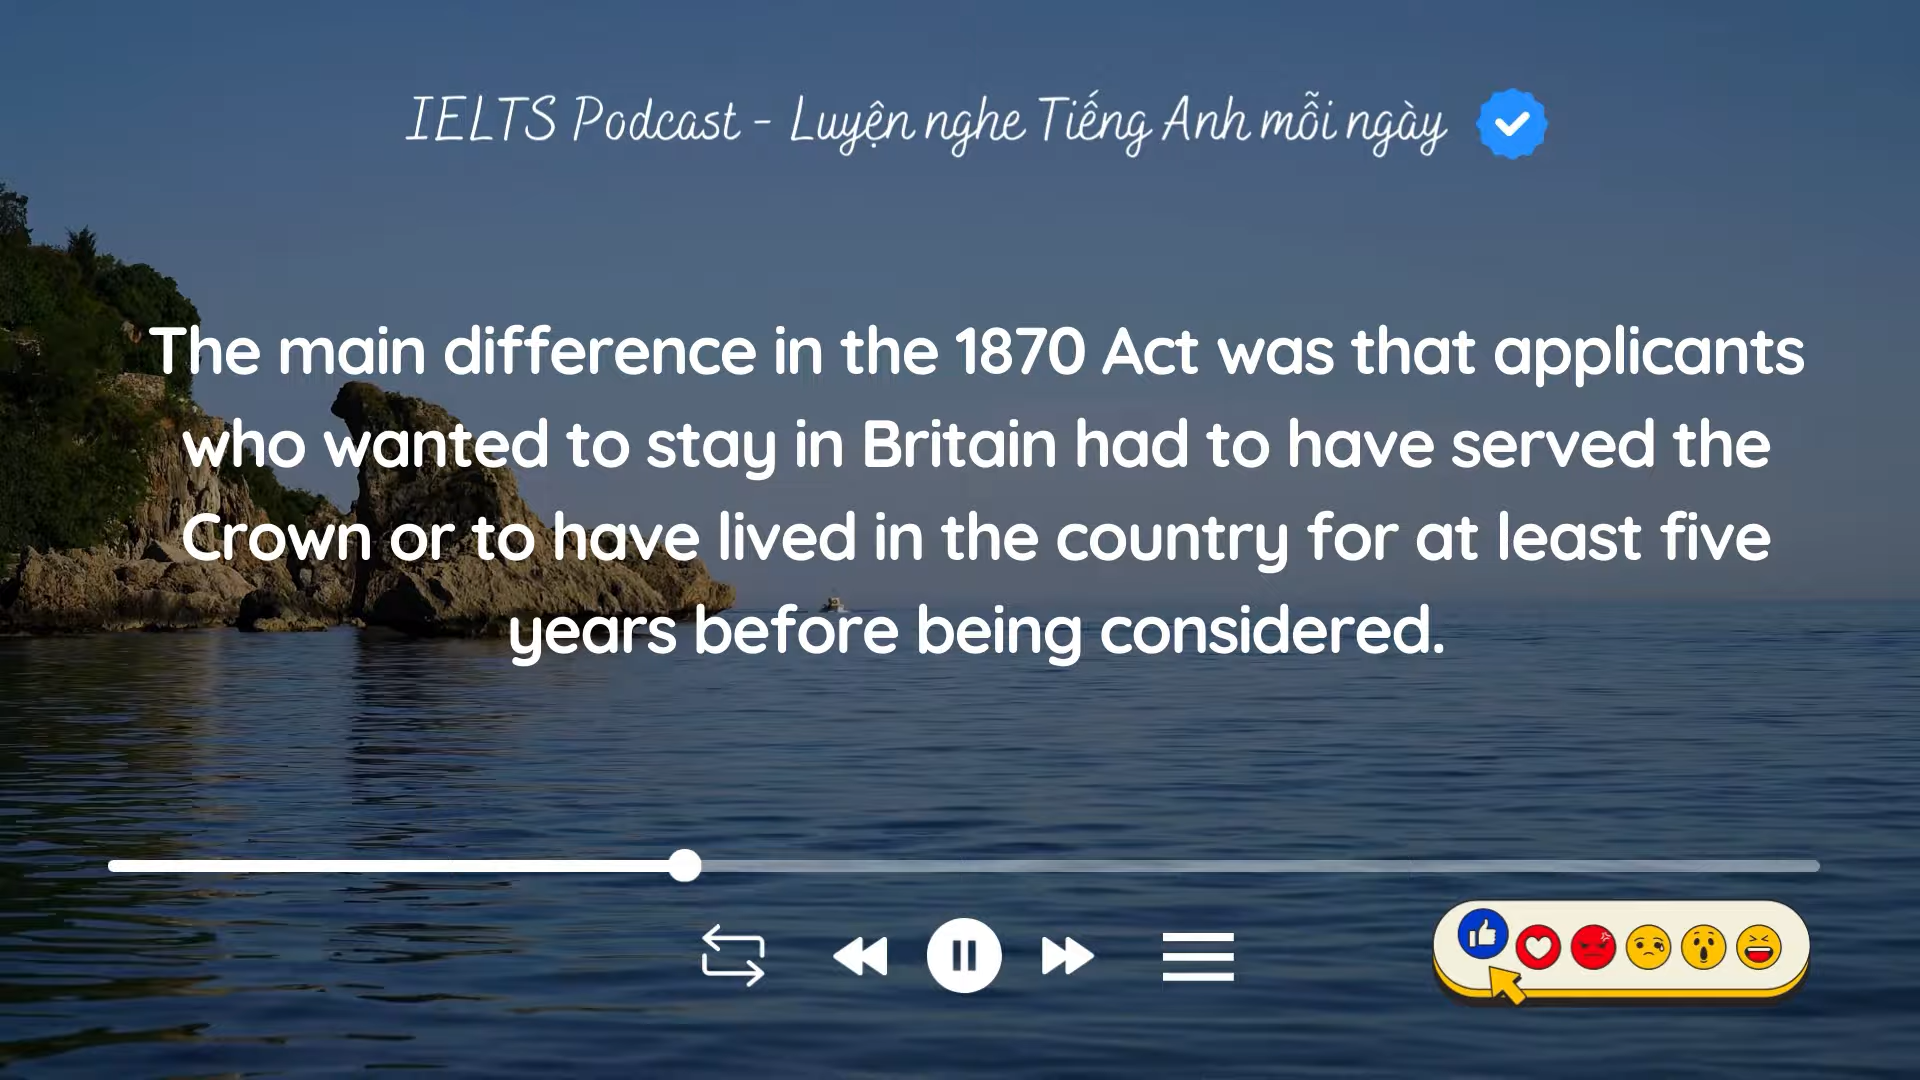 IELTS Podcast - Luyện nghe Tiếng Anh mỗi ngày
The main difference in the 1870 Act was that applicants
who wanted to stay in Britain had to have served the
Crown or to have lived in the country for at least five
years before being considered.